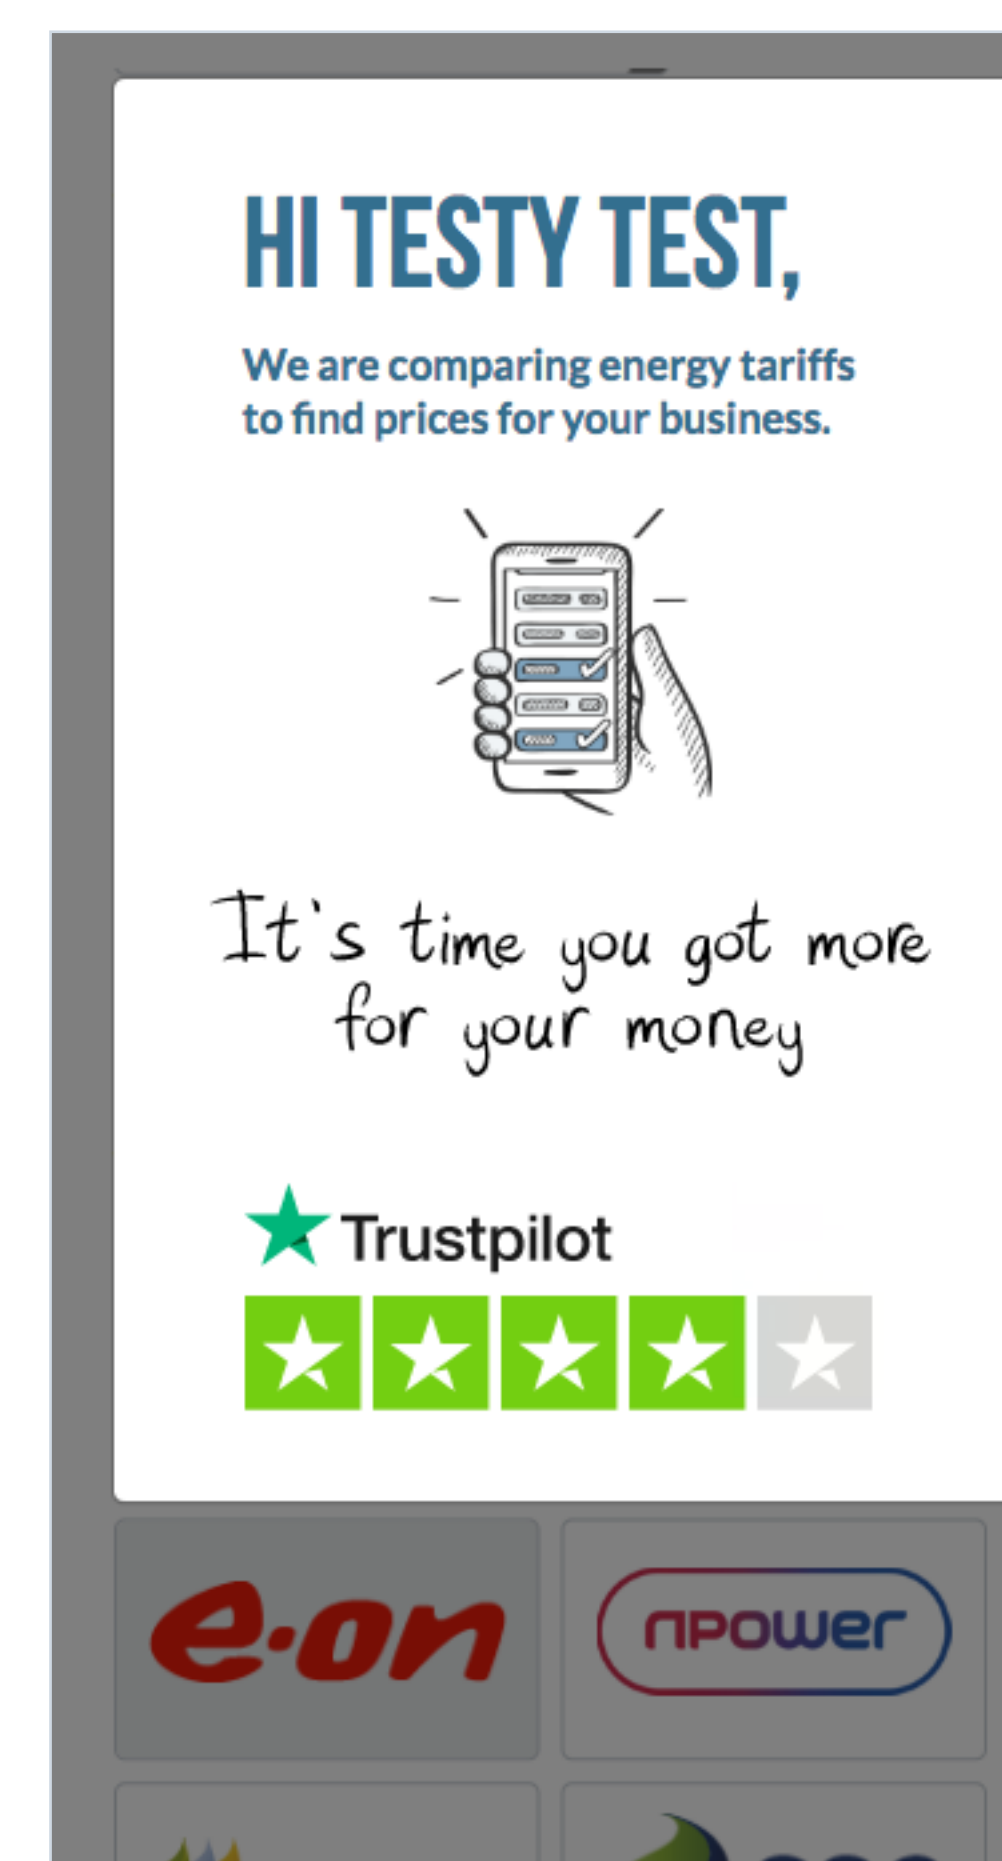 HI TESTY TEST,
We are comparing energy tariffs
to find prices for your business.
It's time you got more
for your money
Trustpilot
e·on npower